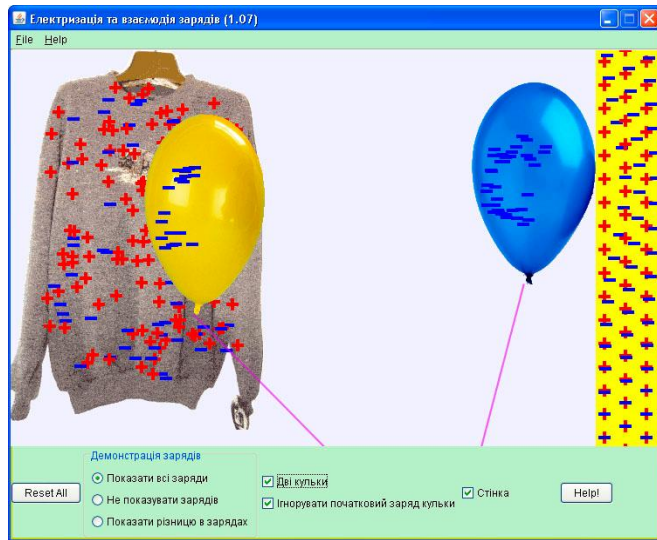 Електризація та взаємодія зарядів (1.07)
File Help
Демонстрація зарядів
Показати всі заряди
Не показувати зарядів
Показати різницю в зарядах
Reset All
Дві кульки
Ігнорувати початковий заряд кульки
Стінка
Help!